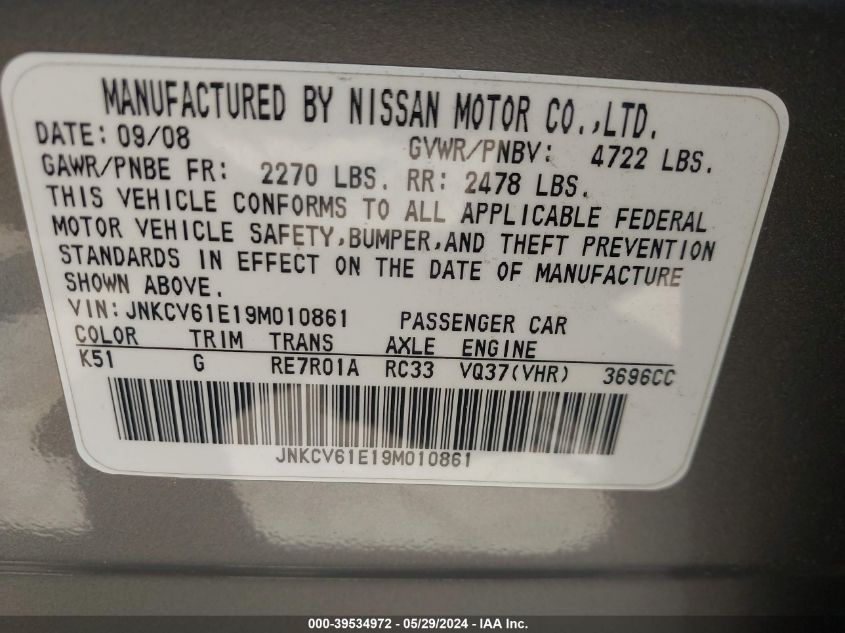 MANUFACTURED BY NISSAN MOTOR CO.,LTD.
DATE: 09/08 GVWR/PNBV: 4722 LBS.
GAWR/PNBE FR: 2270 LBS. RR: 2478 LBS.
THIS VEHICLE CONFORMS TO ALL APPLICABLE FEDERAL
MOTOR VEHICLE SAFETY,BUMPER,AND THEFT PREVENTION
STANDARDS IN EFFECT ON THE DATE OF MANUFACTURE
SHOWN ABOVE.
VIN:JNKCV61E19M010861 PASSENGER CAR
COLOR TRIM TRANS AXLE ENGINE
K51 G RE7R01A RC33 VQ37(VHR) 3696CC
JNKCV61E19M010861
000-39534972 - 05/29/2024 - IAA Inc.